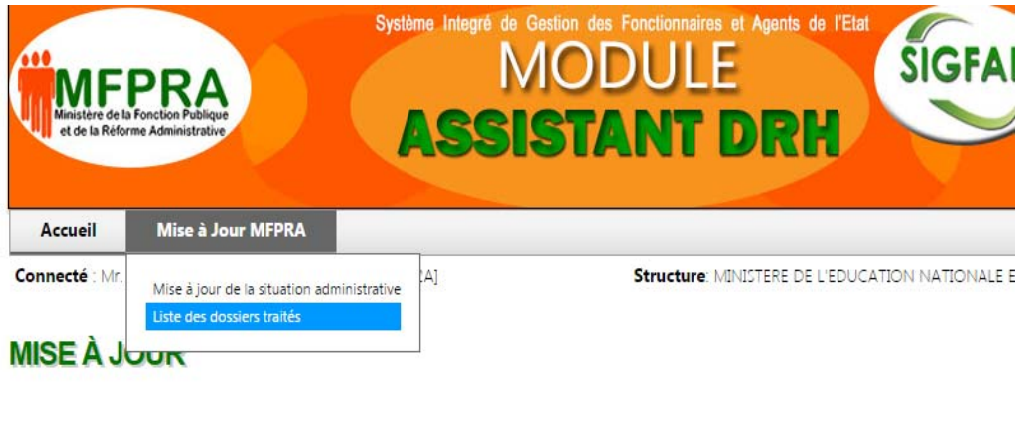 Système Integré de Gestion des Fonctionnaires et Agents de l'Etat
MFPRA
Ministère de la Fonction Publique
et de la Réforme Administrative
MODULE
ASSISTANT DRH
SIGFA
Accueil Mise à Jour MFPRA
Connecté : Mr. A] Structure: MINISTERE DE L'EDUCATION NATIONALE E
Mise à jour de la situation administrative
Liste des dossiers traités
MISE À JOUR